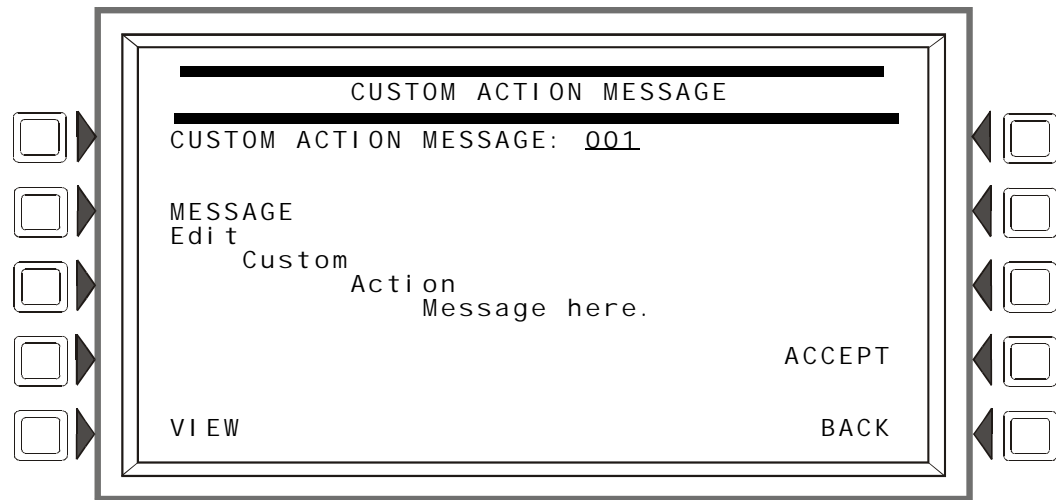 CUSTOM ACTION MESSAGE
CUSTOM ACTION MESSAGE: 001
MESSAGE
Edit
Custom
Action
Message here.
ACCEPT
VIEW BACK